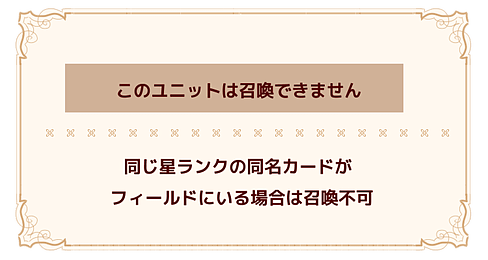 このユニットは召喚できません
同じ星ランクの同名カードが
フィールドにいる場合は召喚不可